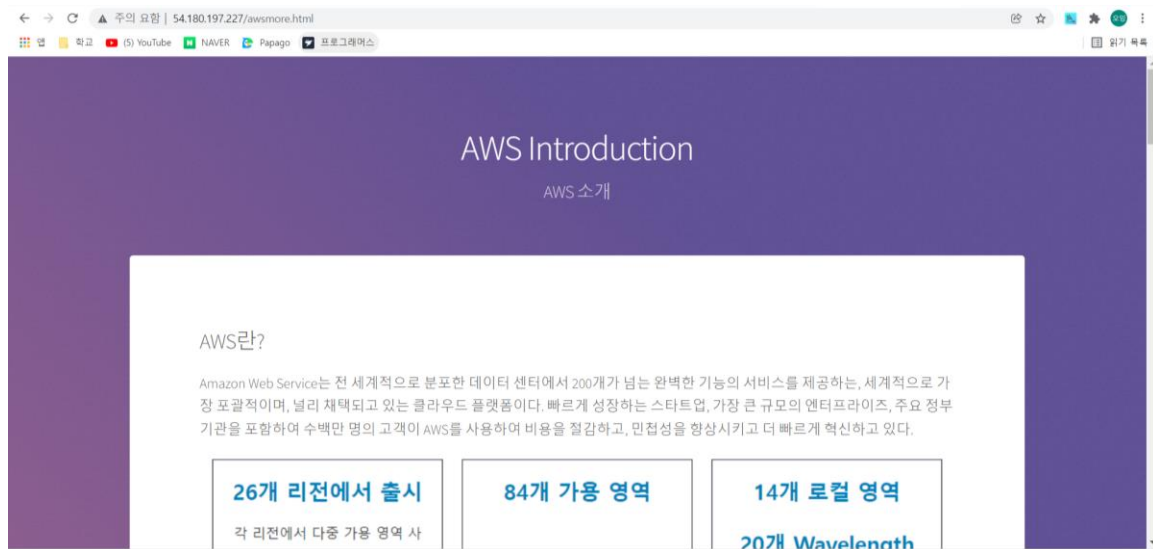 주의 요함 | 54.180.197.227/awsmore.html
앱 학교 (5) YouTube NAVER Papago 프로그래머스 읽기 목록
AWS Introduction
AWS 소개
AWS란?
Amazon Web Service는 전 세계적으로 분포한 데이터 센터에서 200개가 넘는 완벽한 기능의 서비스를 제공하는, 세계적으로 가
장 포괄적이며, 널리 채택되고 있는 클라우드 플랫폼이다. 빠르게 성장하는 스타트업, 가장 큰 규모의 엔터프라이즈, 주요 정부
기관을 포함하여 수백만 명의 고객이 AWS를 사용하여 비용을 절감하고, 민첩성을 향상시키고 더 빠르게 혁신하고 있다.
26개 리전에서 출시
각 리전에서 다중 가용 영역 사
84개 가용 영역
14개 로컬 영역
20개 Wavelength